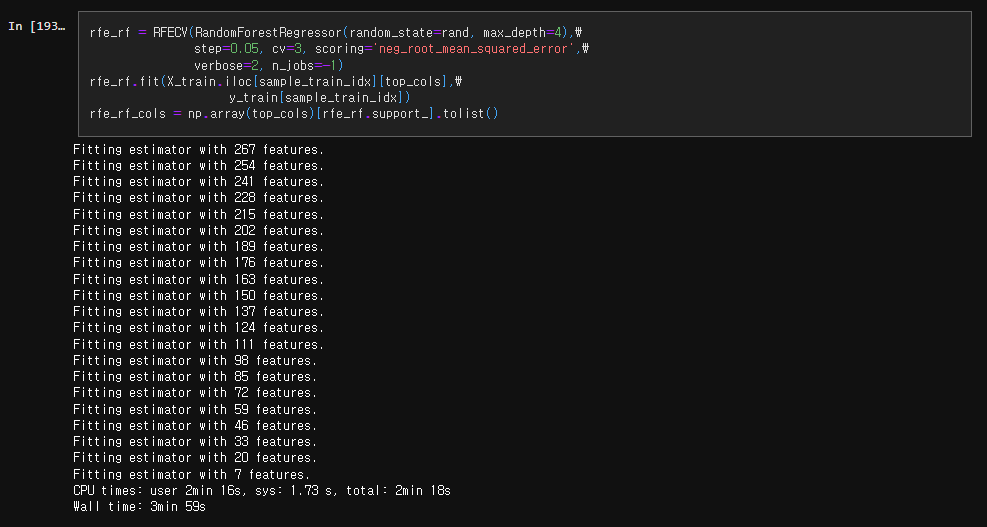 In [193…
rfe_rf = RFECV(RandomForestRegressor(random_state=rand, max_depth=4),₩
step=0.05, cv=3, scoring='neg_root_mean_squared_error',₩
verbose=2, n_jobs=-1)
rfe_rf.fit(X_train.iloc[sample_train_idx][top_cols],₩
y_train[sample_train_idx])
rfe_rf_cols = np.array(top_cols)[rfe_rf.support_].tolist()
Fitting estimator with 267 features.
Fitting estimator with 254 features.
Fitting estimator with 241 features.
Fitting estimator with 228 features.
Fitting estimator with 215 features.
Fitting estimator with 202 features.
Fitting estimator with 189 features.
Fitting estimator with 176 features.
Fitting estimator with 163 features.
Fitting estimator with 150 features.
Fitting estimator with 137 features.
Fitting estimator with 124 features.
Fitting estimator with 111 features.
Fitting estimator with 98 features.
Fitting estimator with 85 features.
Fitting estimator with 72 features.
Fitting estimator with 59 features.
Fitting estimator with 46 features.
Fitting estimator with 33 features.
Fitting estimator with 20 features.
Fitting estimator with 7 features.
CPU times: user 2min 16s, sys: 1.73 s, total: 2min 18s
Wall time: 3min 59s